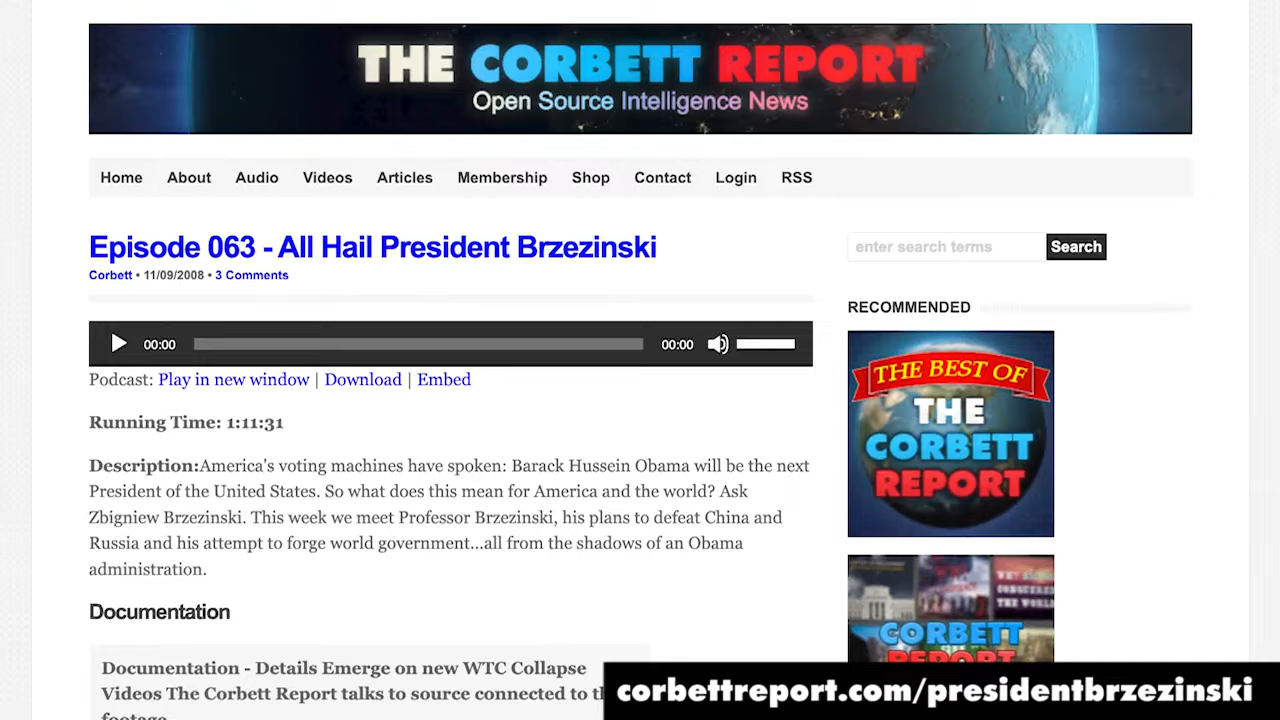 THE CORBETT REPORT
Open Source Intelligence News
Home About Audio Videos Articles Membership Shop Contact Login RSS
Episode 063 - All Hail President Brzezinski
Corbett • 11/09/2008 • 3 Comments
00:00 00:00
Podcast: Play in new window | Download | Embed
Running Time: 1:11:31
Description:America's voting machines have spoken: Barack Hussein Obama will be the next
President of the United States. So what does this mean for America and the world? Ask
Zbigniew Brzezinski. This week we meet Professor Brzezinski, his plans to defeat China and
Russia and his attempt to forge world government...all from the shadows of an Obama
administration.
Documentation
Documentation - Details Emerge on new WTC Collapse
Videos The Corbett Report talks to source connected to
footage
enter search terms Search
RECOMMENDED
THE BEST OF
THE
CORBETT
REPORT
CORBETT
REPORT
corbettreport.com/presidentbrzezinski